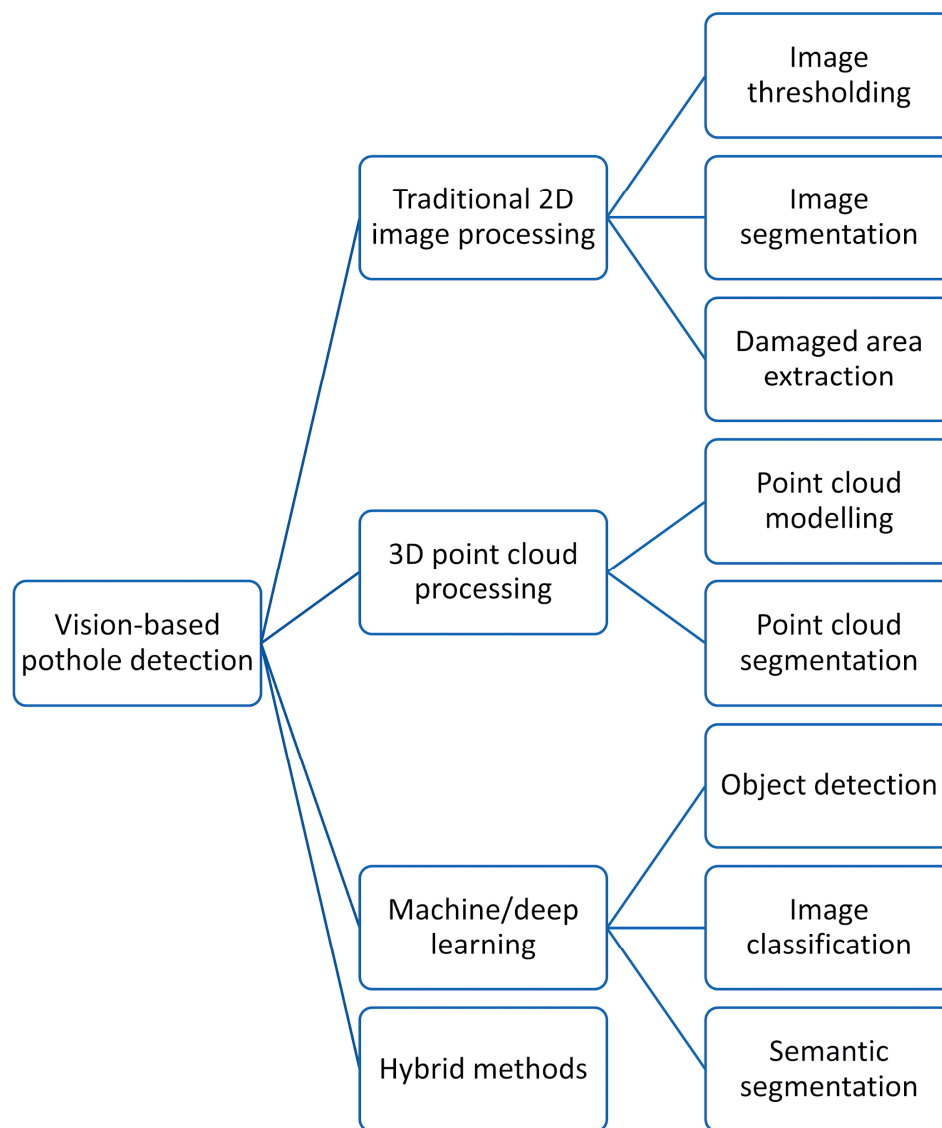 Vision-based
pothole detection
Traditional 2D
image processing
Image
thresholding
Image
segmentation
Damaged area
extraction
3D point cloud
processing
Point cloud
modelling
Point cloud
segmentation
Machine/deep
learning
Object detection
Image
classification
Semantic
segmentation
Hybrid methods